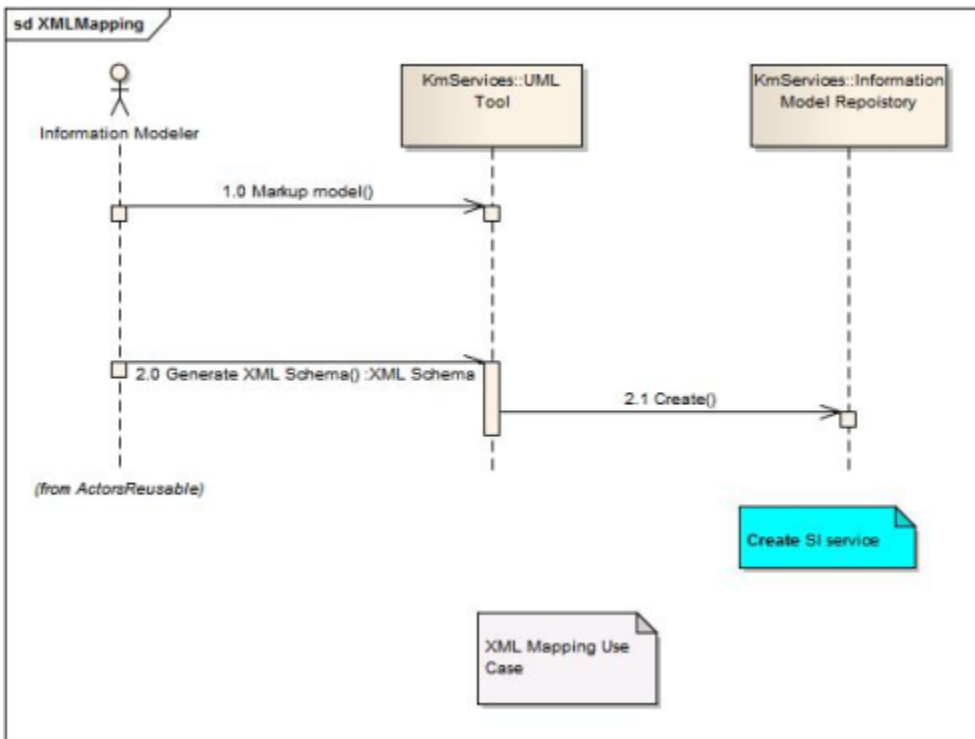 sd XMLMapping
Information Modeler
KmServices::UML
Tool
KmServices::Information
Model Repoistory
1.0 Markup model()
2.0 Generate XML Schema() :XML Schema
2.1 Create()
(from ActorsReusable)
Create SI service
XML Mapping Use
Case